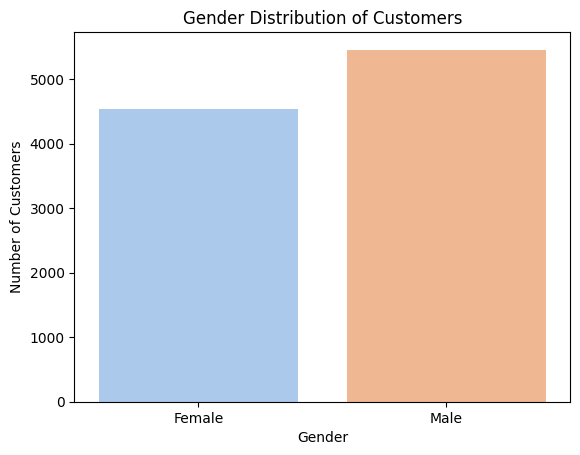 Gender Distribution of Customers
Number of Customers
5000
4000
3000
2000
1000
0
Female Male
Gender